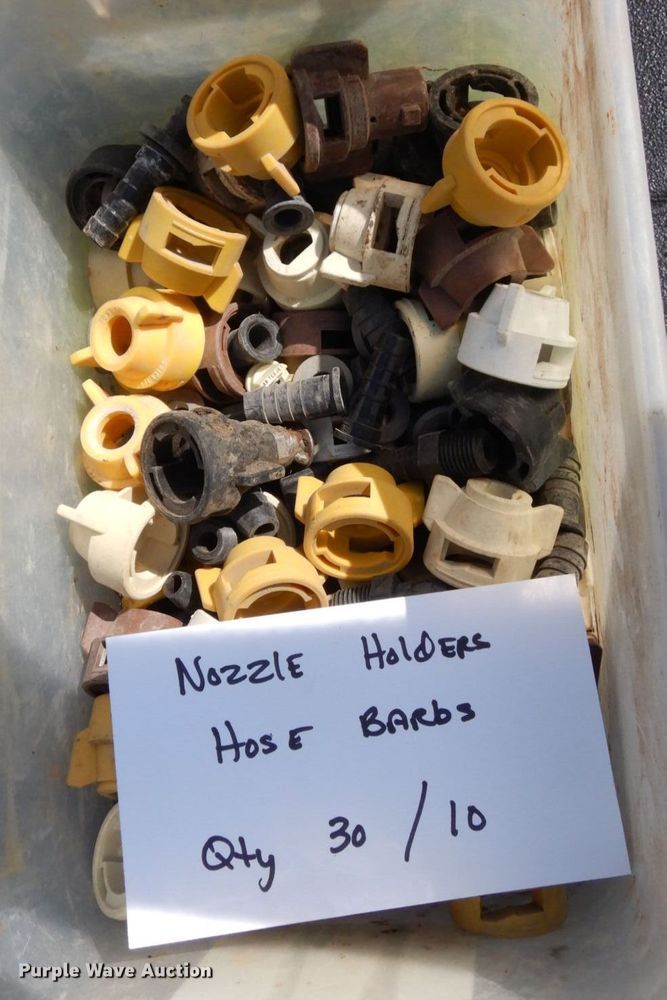 Nozzle Holders
Hose Barbs
Qty 30 / 10
Purple Wave Auction